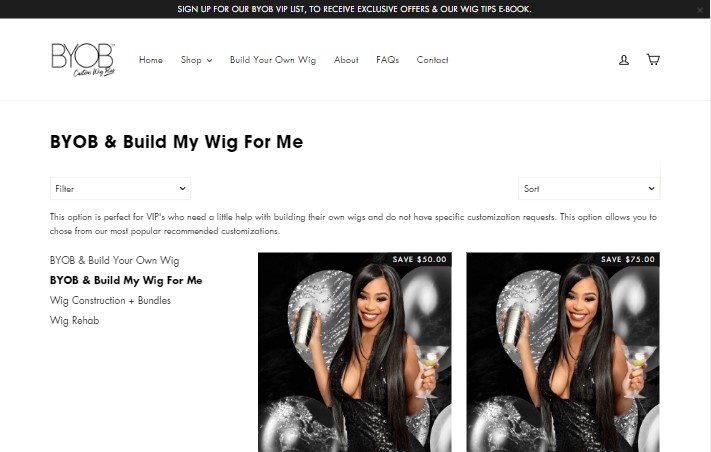 SIGN UP FOR OUR BYOB VIP LIST, TO RECEIVE EXCLUSIVE OFFERS & OUR WIG TIPS E-BOOK.
BYOB
Custom Wig Bar
Home
Shop
Build Your Own Wig
About
FAQs
Contact
BYOB & Build My Wig For Me
Filter
Sort
This option is perfect for VIP's who need a little help with building their own wigs and do not have specific customization requests. This option allows you to
chose from our most popular recommended customizations.
BYOB & Build Your Own Wig
BYOB & Build My Wig For Me
Wig Construction + Bundles
Wig Rehab
SAVE $50.00
SAVE $75.00